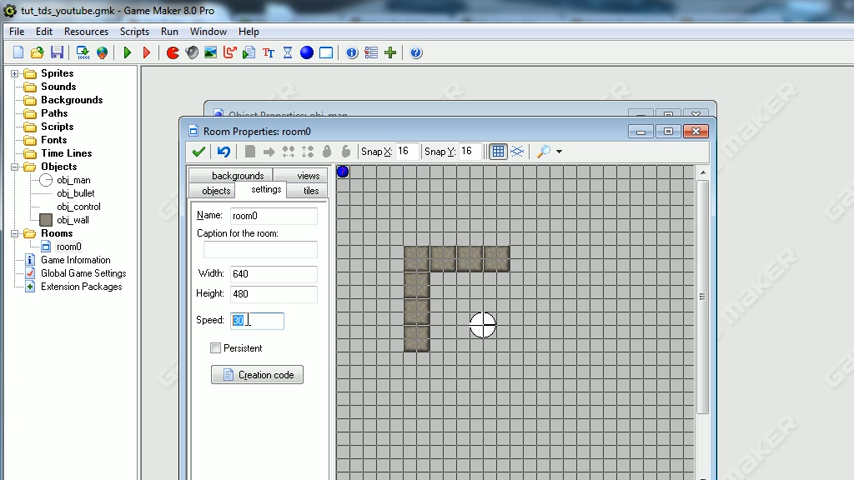 tut_tds_youtube.gmk - Game Maker 8.0 Pro
File Edit Resources Scripts Run Window Help
Sprites
Sounds
Backgrounds
Paths
Scripts
Fonts
Time Lines
Objects
obj_man
obj_bullet
obj_control
obj_wall
Rooms
room0
Game Information
Global Game Settings
Extension Packages
Object Properties: obj_man
Room Properties: room0
Snap X: 16 Snap Y: 16
backgrounds views
objects settings tiles
Name: room0
Caption for the room:
Width: 640
Height: 480
Speed: 30
Persistent
Creation code